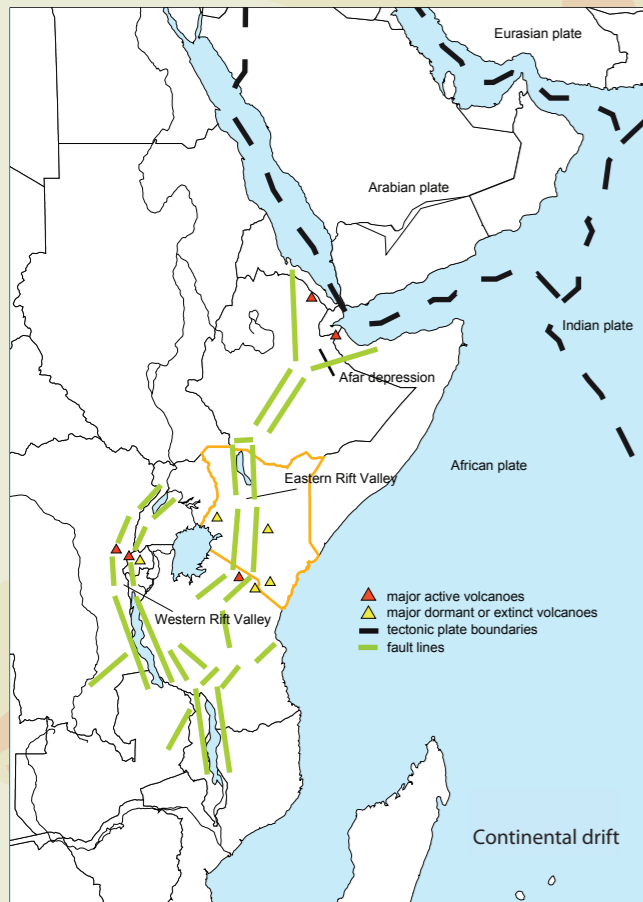 Eurasian plate
Arabian plate
Indian plate
Afar depression
African plate
Eastern Rift Valley
Western Rift Valley
major active volcanoes
major dormant or extinct volcanoes
tectonic plate boundaries
fault lines
Continental drift